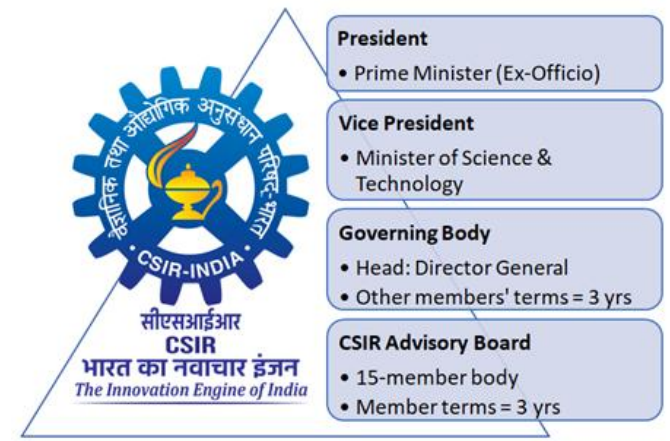 वैज्ञानिक तथा औद्योगिक अनुसंधान परिषद-भारत
• CSIR-INDIA •
सीएसआईआर
CSIR
भारत का नवाचार इंजन
The Innovation Engine of India
President
• Prime Minister (Ex-Officio)
Vice President
• Minister of Science &
Technology
Governing Body
• Head: Director General
• Other members' terms = 3 yrs
CSIR Advisory Board
• 15-member body
• Member terms = 3 yrs